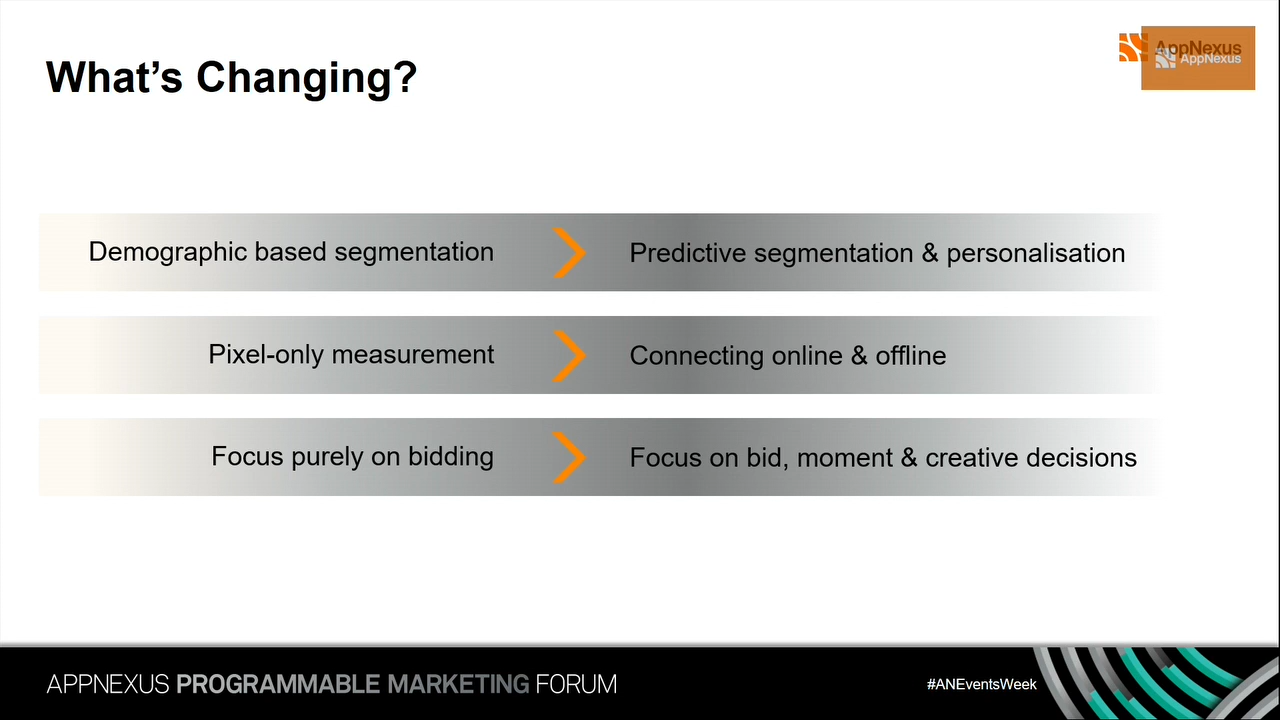 What’s Changing?
AppNexus
AppNexus
Demographic based segmentation
Predictive segmentation & personalisation
Pixel-only measurement
Connecting online & offline
Focus purely on bidding
Focus on bid, moment & creative decisions
APPNEXUS PROGRAMMABLE MARKETING FORUM
#ANEventsWeek